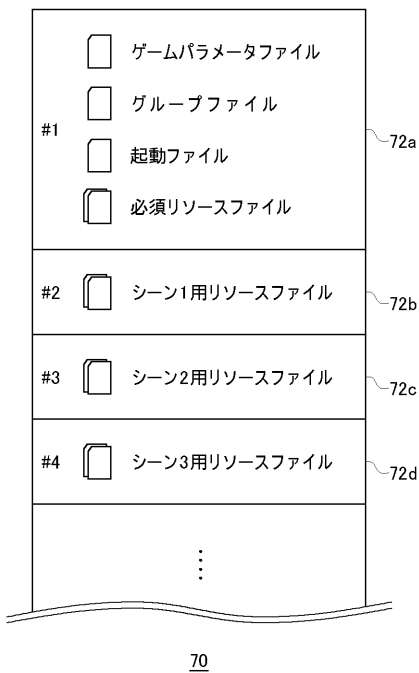 ゲームパラメータファイル
グループファイル
#1
72a
起動ファイル
必須リソースファイル
#2 シーン1用リソースファイル
72b
#3 シーン2用リソースファイル
72c
#4 シーン3用リソースファイル
72d
70